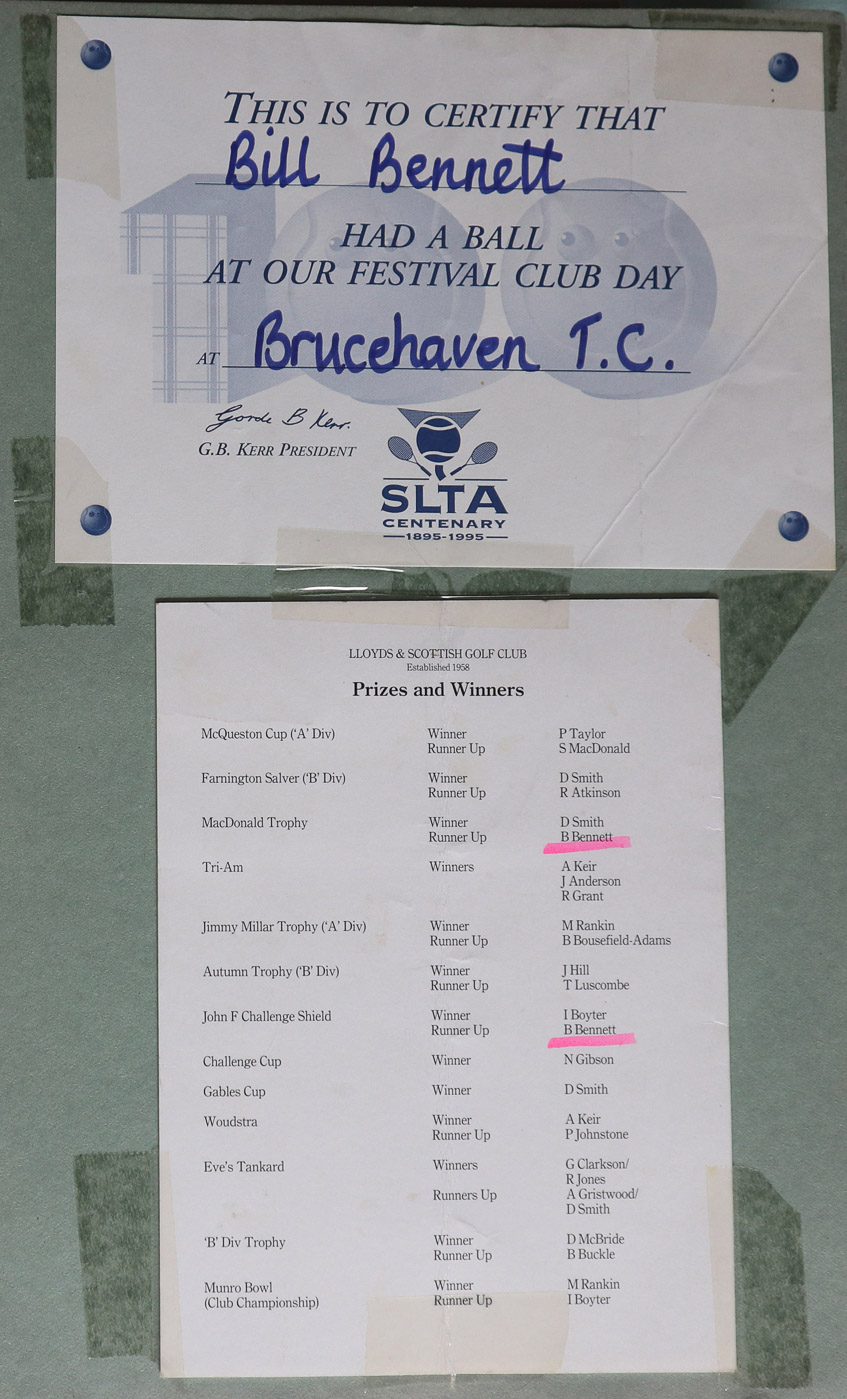 THIS IS TO CERTIFY THAT
Bill Bennett
HAD A BALL
AT OUR FESTIVAL CLUB DAY
AT Brucehaven T.C.
Gorde B Kerr.
G.B. KERR PRESIDENT
SLTA
CENTENARY
1895-1995
LLOYDS & SCOTTISH GOLF CLUB
Established 1958
Prizes and Winners
McQueston Cup (‘A’ Div) Winner P Taylor
Runner Up S MacDonald
Farnington Salver (‘B’ Div) Winner D Smith
Runner Up R Atkinson
MacDonald Trophy Winner D Smith
Runner Up B Bennett
Tri-Am Winners A Keir
J Anderson
R Grant
Jimmy Millar Trophy (‘A’ Div) Winner M Rankin
Runner Up B Bousefield-Adams
Autumn Trophy (‘B’ Div) Winner J Hill
Runner Up T Luscombe
John F Challenge Shield Winner I Boyter
Runner Up B Bennett
Challenge Cup Winner N Gibson
Gables Cup Winner D Smith
Woudstra Winner A Keir
Runner Up P Johnstone
Eve’s Tankard Winners G Clarkson/
R Jones
Runners Up A Gristwood/
D Smith
‘B’ Div Trophy Winner D McBride
Runner Up B Buckle
Munro Bowl Winner M Rankin
(Club Championship) Runner Up I Boyter